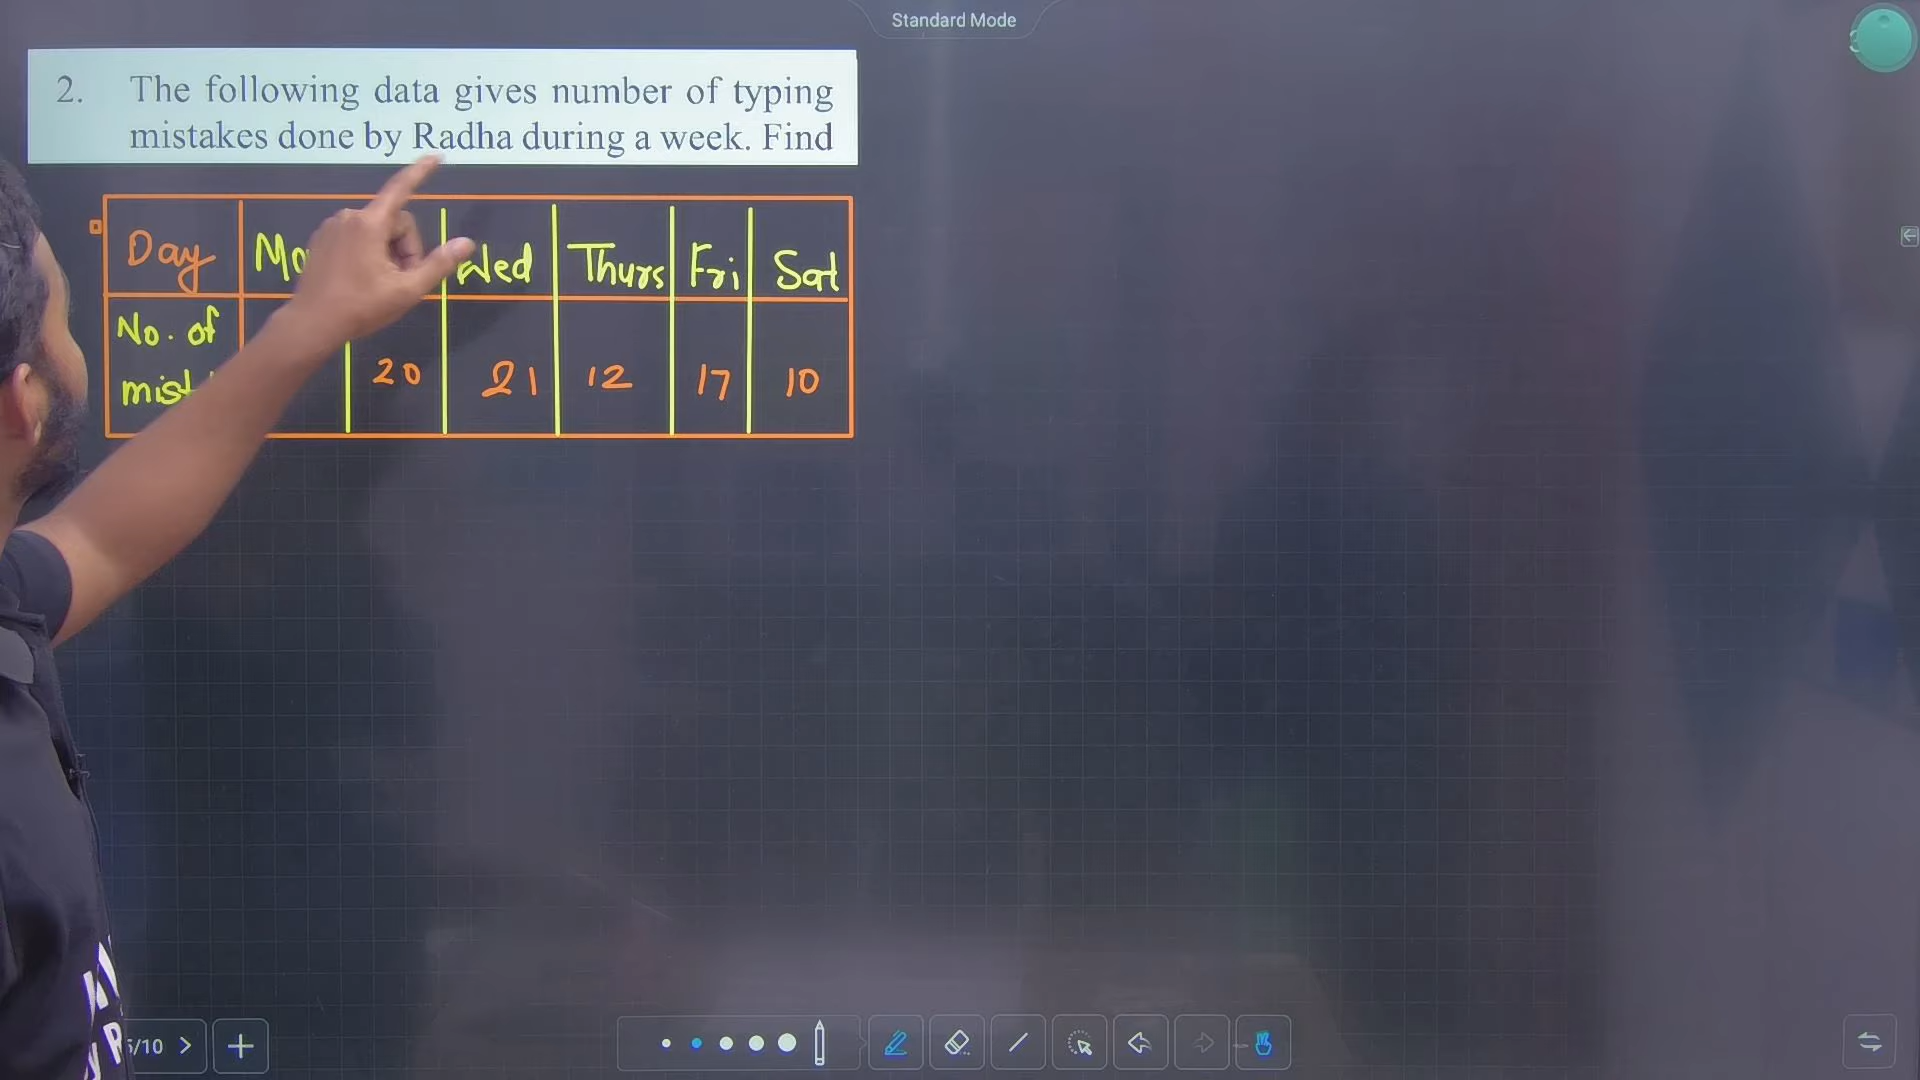 Standard Mode
2. The following data gives number of typing
mistakes done by Radha during a week. Find
Day Wed Thurs Fri Sat
No. of
20 21 12 17 10
5/10